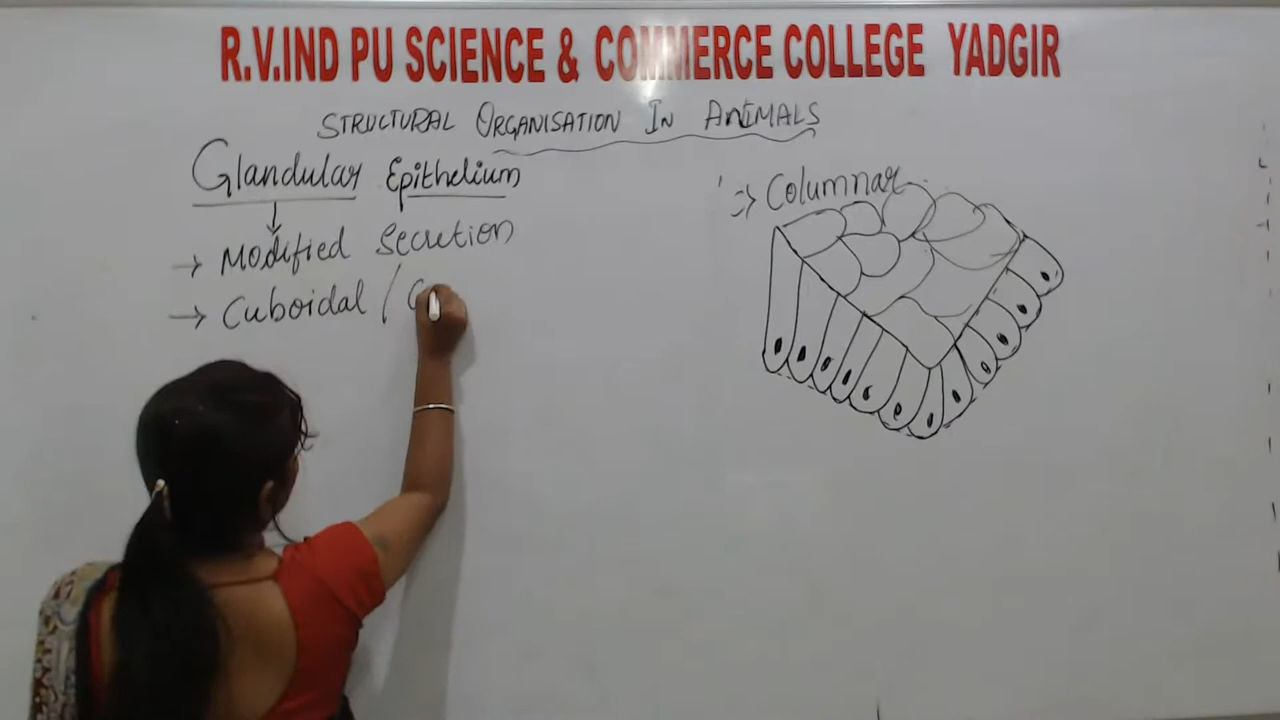 R.V.IND PU SCIENCE & COMMERCE COLLEGE YADGIR
STRUCTURAL ORGANISATION IN ANIMALS
Glandular Epithelium
→ Modified Secretion
→ Cuboidal / C
⇒ Columnar